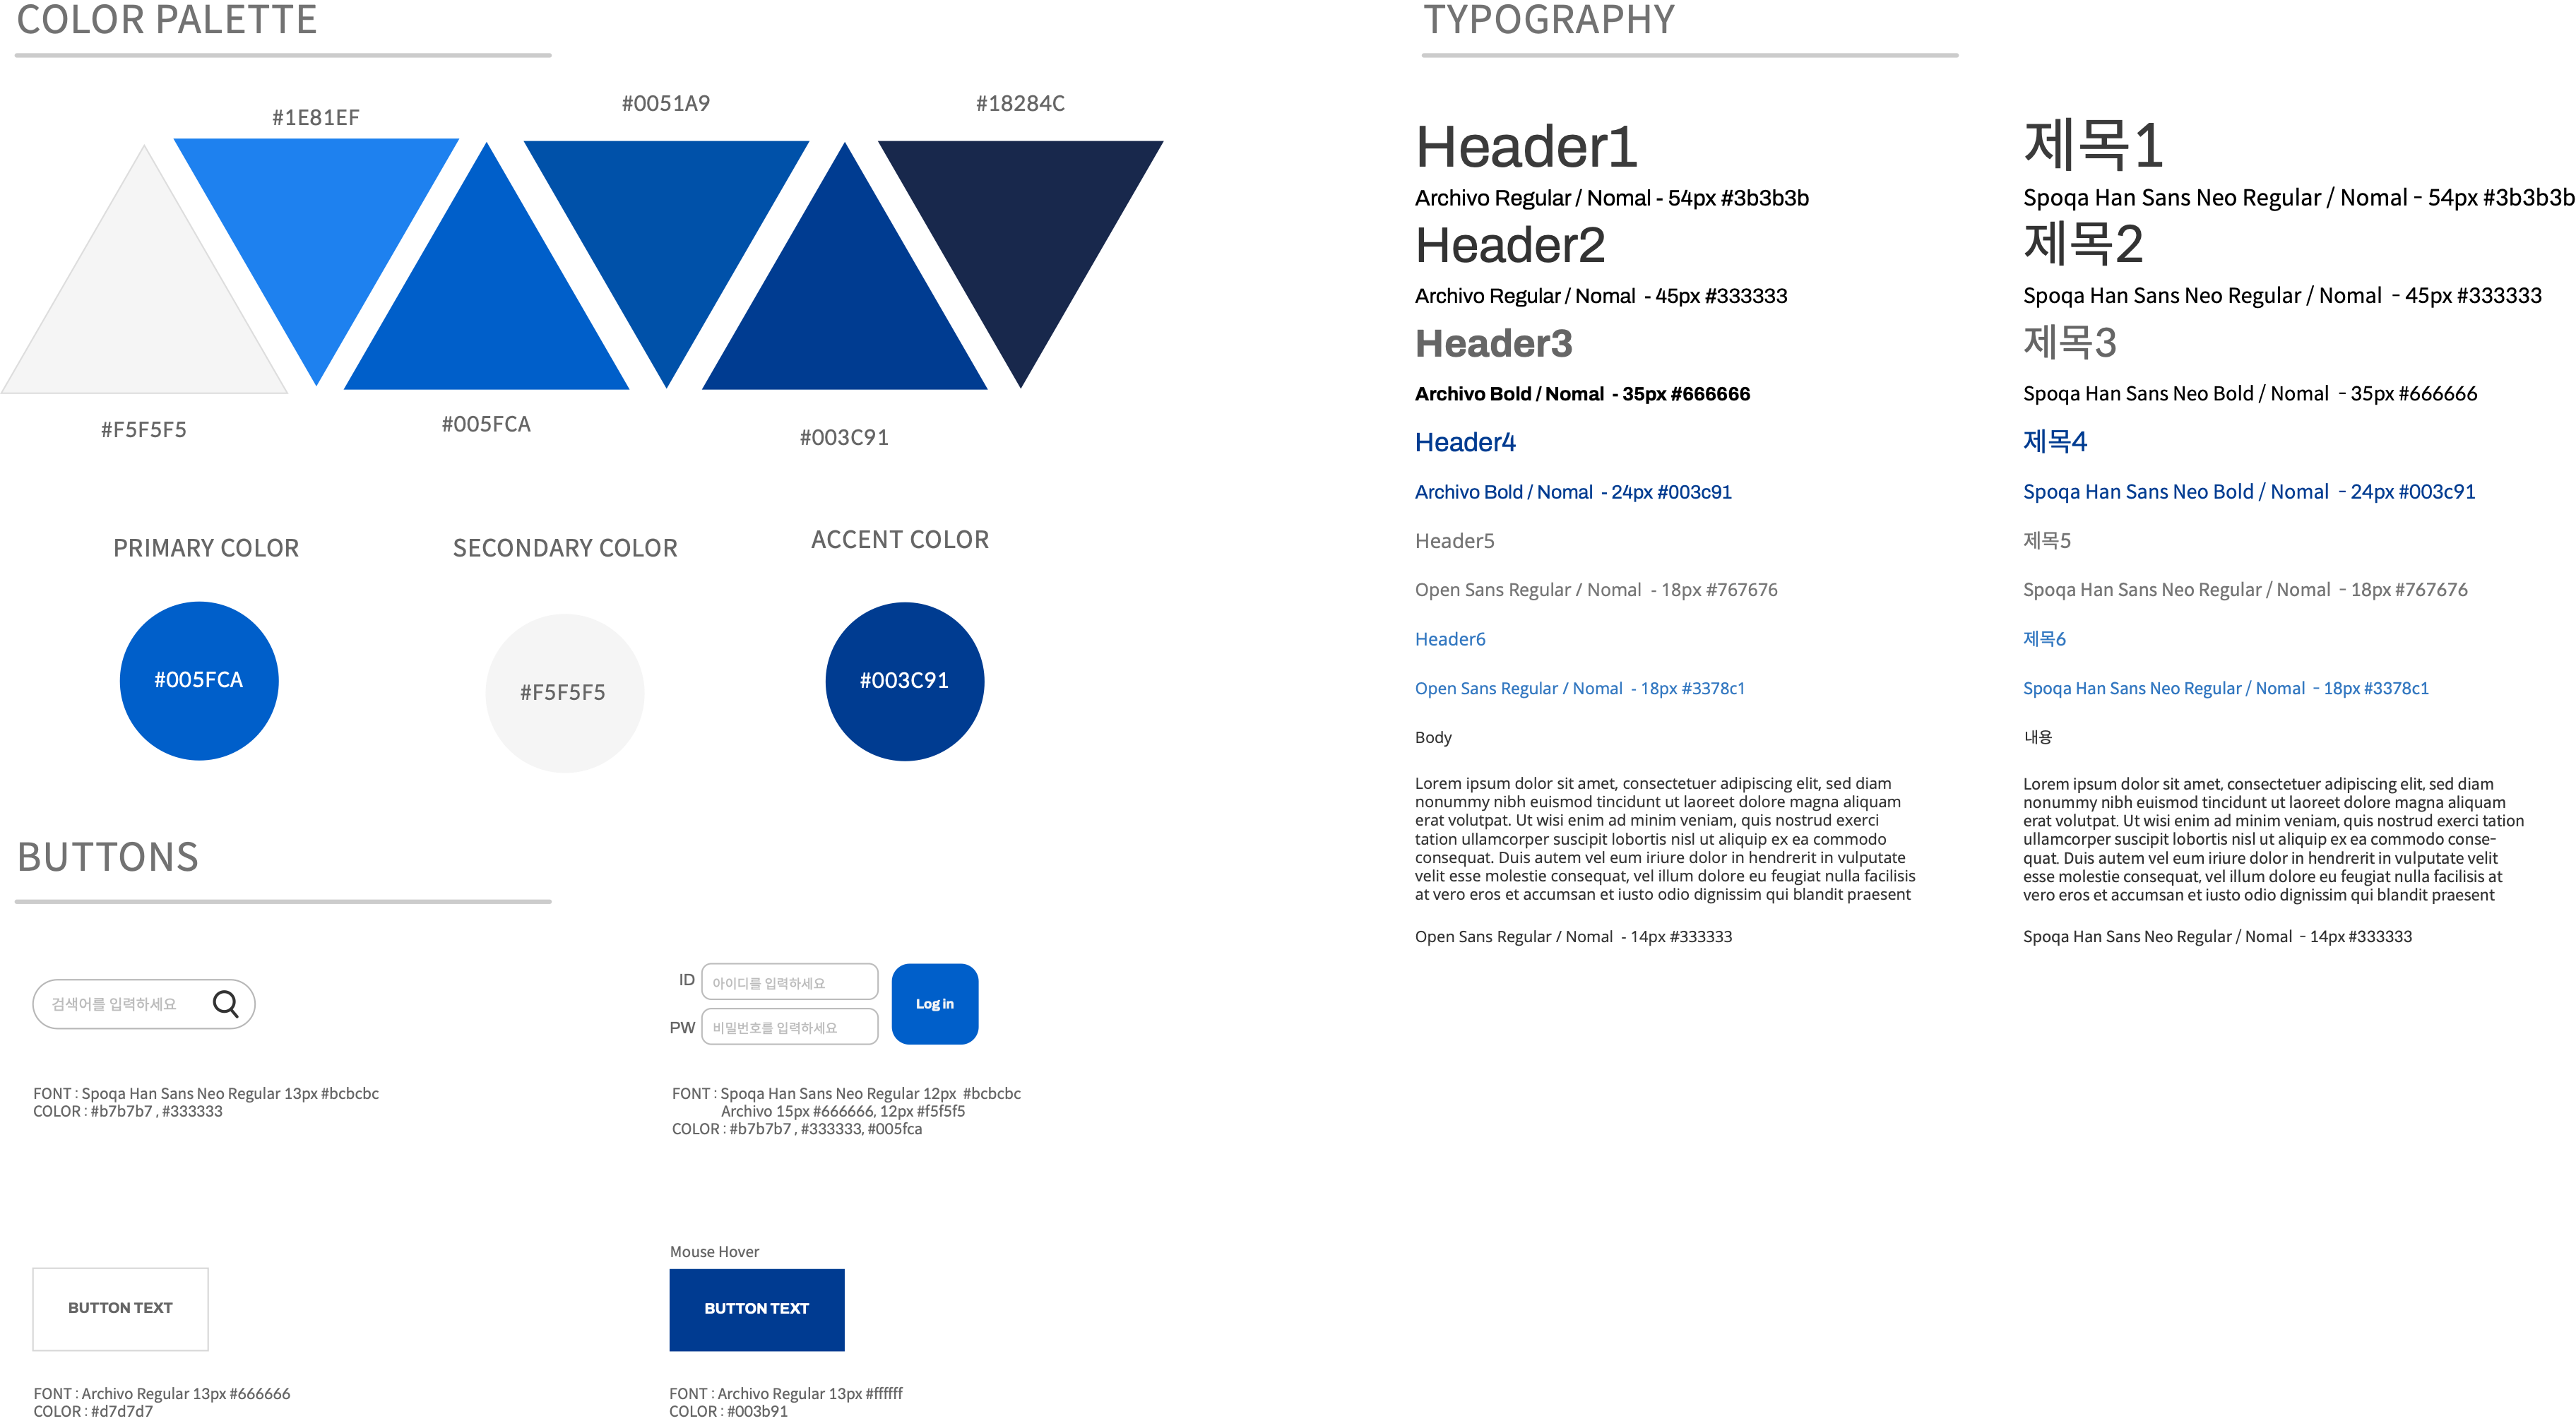 COLOR PALETTE
#1E81EF
#0051A9
#18284C
#F5F5F5
#005FCA
#003C91
PRIMARY COLOR
SECONDARY COLOR
ACCENT COLOR
#005FCA
#F5F5F5
#003C91
BUTTONS
검색어를 입력하세요
FONT : Spoqa Han Sans Neo Regular 13px #bcbcbc
COLOR : #b7b7b7 , #333333
ID
아이디를 입력하세요
PW
비밀번호를 입력하세요
Log in
FONT : Spoqa Han Sans Neo Regular 12px #bcbcbc
Archivo 15px #666666, 12px #f5f5f5
COLOR : #b7b7b7 , #333333, #005fca
BUTTON TEXT
FONT : Archivo Regular 13px #666666
COLOR : #d7d7d7
Mouse Hover
BUTTON TEXT
FONT : Archivo Regular 13px #ffffff
COLOR : #003b91
TYPOGRAPHY
Header1
Archivo Regular / Nomal - 54px #3b3b3b
Header2
Archivo Regular / Nomal - 45px #333333
Header3
Archivo Bold / Nomal - 35px #666666
Header4
Archivo Bold / Nomal - 24px #003c91
Header5
Open Sans Regular / Nomal - 18px #767676
Header6
Open Sans Regular / Nomal - 18px #3378c1
Body
Lorem ipsum dolor sit amet, consectetuer adipiscing elit, sed diam
nonummy nibh euismod tincidunt ut laoreet dolore magna aliquam
erat volutpat. Ut wisi enim ad minim veniam, quis nostrud exerci
tation ullamcorper suscipit lobortis nisl ut aliquip ex ea commodo
consequat. Duis autem vel eum iriure dolor in hendrerit in vulputate
velit esse molestie consequat, vel illum dolore eu feugiat nulla facilisis
at vero eros et accumsan et iusto odio dignissim qui blandit praesent
Open Sans Regular / Nomal - 14px #333333
제목1
Spoqa Han Sans Neo Regular / Nomal - 54px #3b3b3b
제목2
Spoqa Han Sans Neo Regular / Nomal - 45px #333333
제목3
Spoqa Han Sans Neo Bold / Nomal - 35px #666666
제목4
Spoqa Han Sans Neo Bold / Nomal - 24px #003c91
제목5
Spoqa Han Sans Neo Regular / Nomal - 18px #767676
제목6
Spoqa Han Sans Neo Regular / Nomal - 18px #3378c1
내용
Lorem ipsum dolor sit amet, consectetuer adipiscing elit, sed diam
nonummy nibh euismod tincidunt ut laoreet dolore magna aliquam
erat volutpat. Ut wisi enim ad minim veniam, quis nostrud exerci tation
ullamcorper suscipit lobortis nisl ut aliquip ex ea commodo conse-
quat. Duis autem vel eum iriure dolor in hendrerit in vulputate velit
esse molestie consequat, vel illum dolore eu feugiat nulla facilisis at
vero eros et accumsan et iusto odio dignissim qui blandit praesent
Spoqa Han Sans Neo Regular / Nomal - 14px #333333